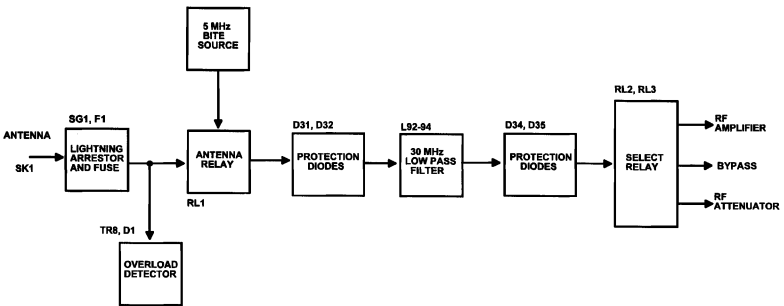 5 MHz
BITE
SOURCE
SG1, F1
D31, D32
L92-94
D34, D35
RL2, RL3
ANTENNA
SK1
LIGHTNING
ARRESTOR
AND FUSE
ANTENNA
RELAY
RL1
PROTECTION
DIODES
30 MHz
LOW PASS
FILTER
PROTECTION
DIODES
SELECT
RELAY
RF
AMPLIFIER
BYPASS
RF
ATTENUATOR
TR8, D1
OVERLOAD
DETECTOR